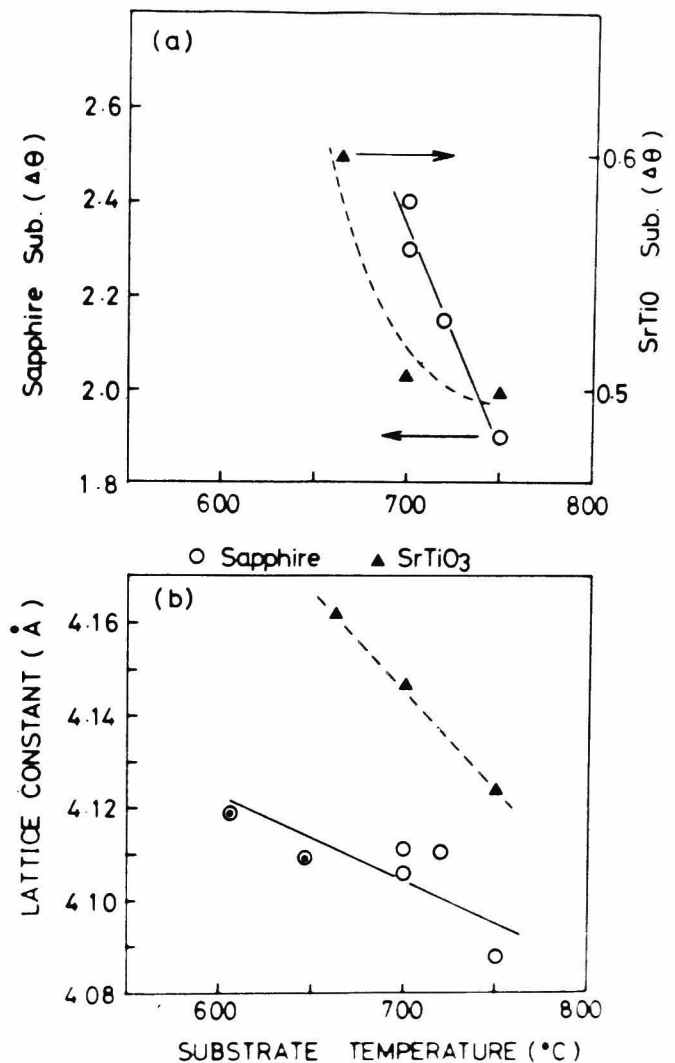 (a)
2.6
2.4
2.2
2.0
1.8
Sapphire Sub. (Δθ)
0.6
0.5
SrTiO Sub. (Δθ)
600
700
800
○ Sapphire ▲ SrTiO3
(b)
4.16
4.14
4.12
4.10
4.08
LATTICE CONSTANT (Å)
600
700
800
SUBSTRATE TEMPERATURE (°C)